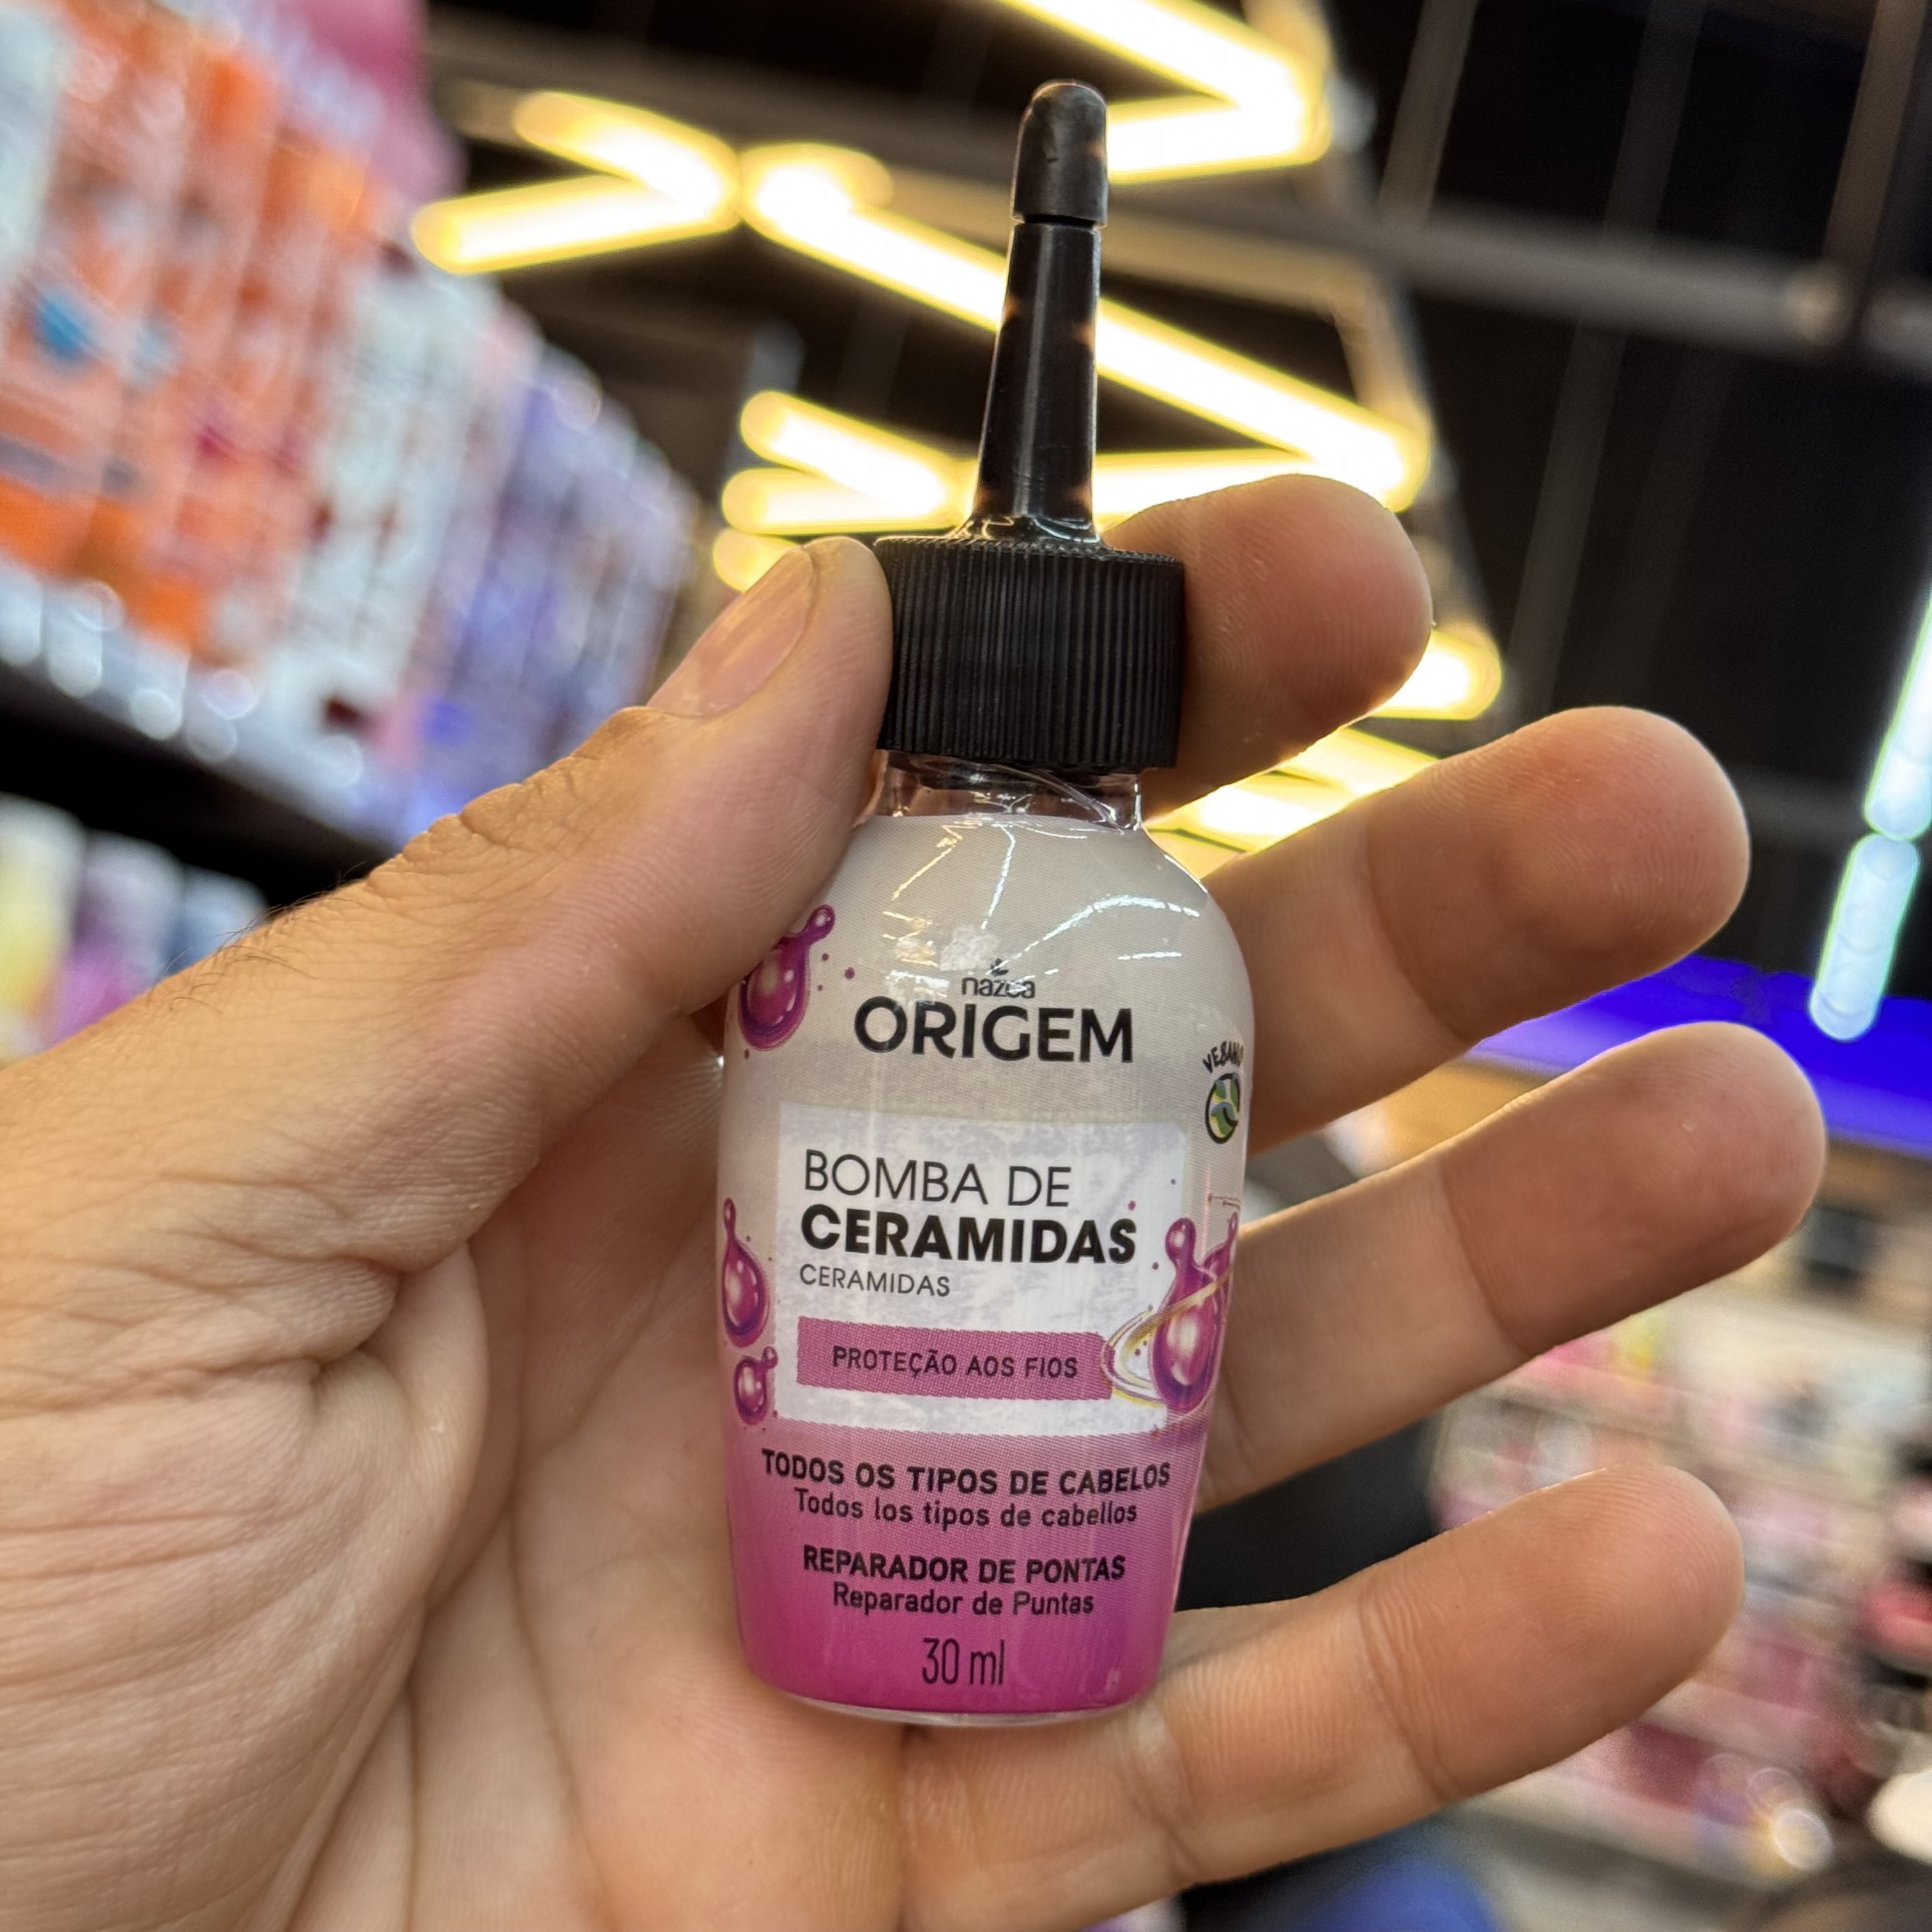 nazca
ORIGEM
VEGANO
BOMBA DE
CERAMIDAS
CERAMIDAS
PROTEÇÃO AOS FIOS
TODOS OS TIPOS DE CABELOS
Todos los tipos de cabellos
REPARADOR DE PONTAS
Reparador de Puntas
30 ml